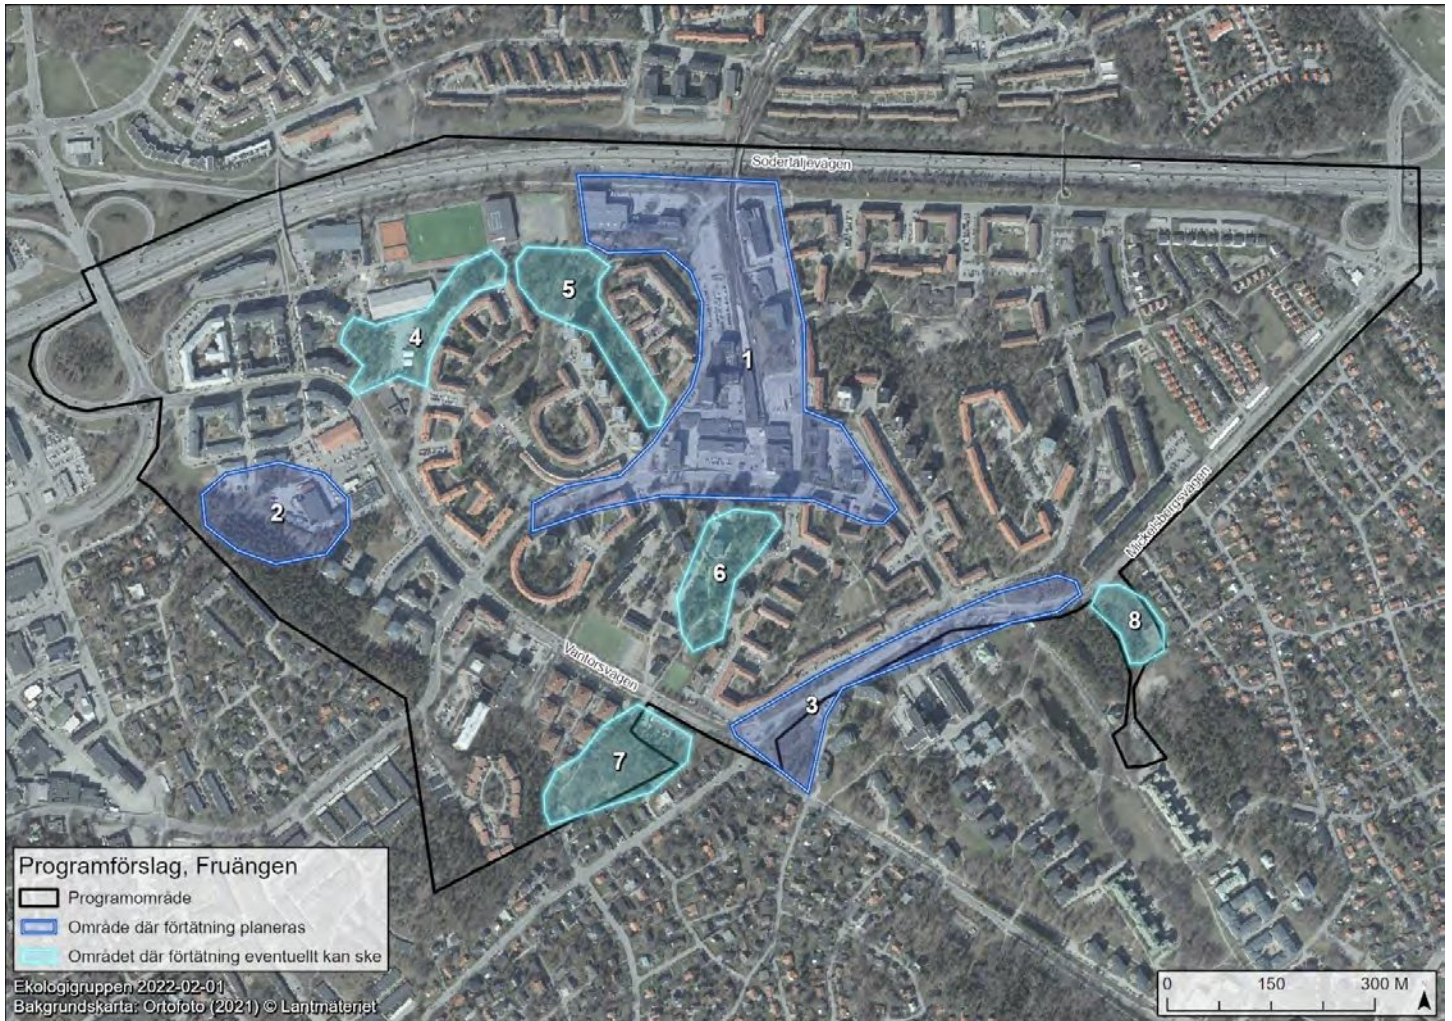 Södertäljevägen
5
4
1
2
Mickelsbergsvägen
6
8
Vantörsvägen
3
7
Programförslag, Fruängen
Programområde
Område där förtätning planeras
Området där förtätning eventuellt kan ske
Ekologigruppen 2022-02-01
Bakgrundskarta: Ortofoto (2021) © Lantmäteriet
0 150 300 M